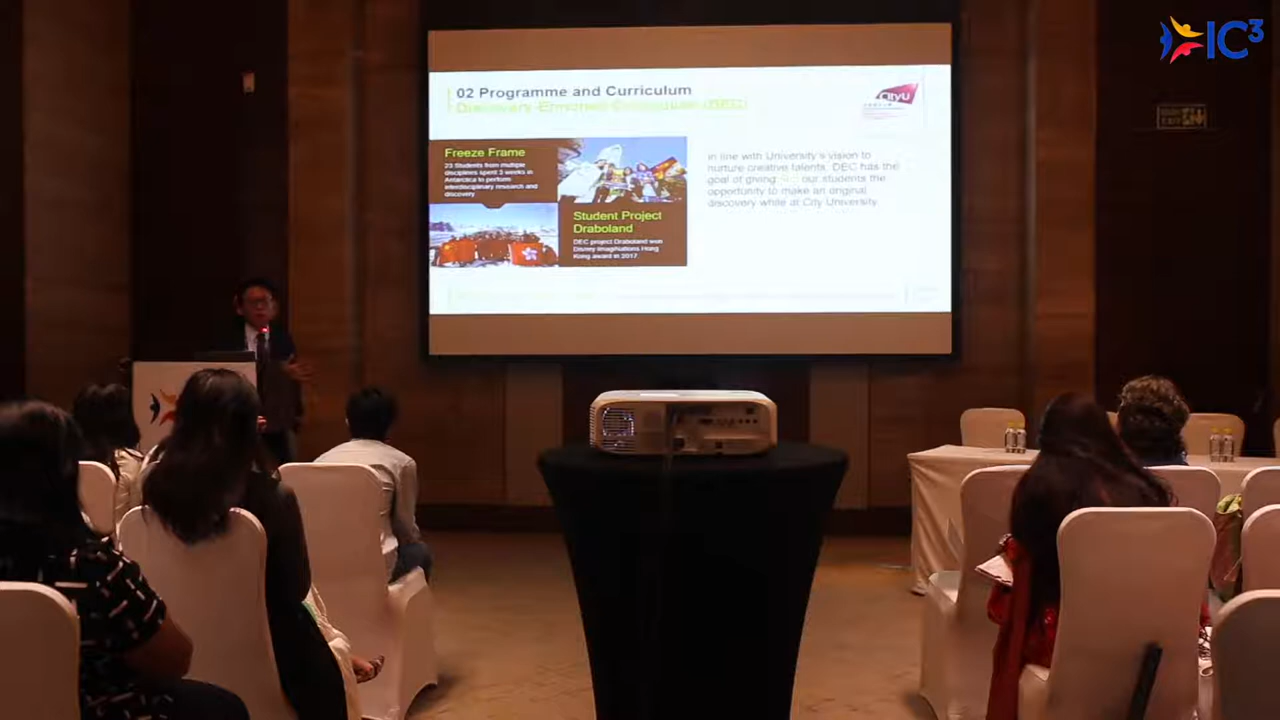 IC³
02 Programme and Curriculum
Discovery-Enriched Curriculum (DEC)
CityU
Freeze Frame
23 Students from multiple
disciplines spent 3 weeks in
Antarctica to perform
interdisciplinary research and
discovery
Student Project
Draboland
DEC project Draboland won
Disney ImagiNations Hong
Kong award in 2017
in line with University's vision to
nurture creative talents, DEC has the
goal of giving our students the
opportunity to make an original
discovery while at City University